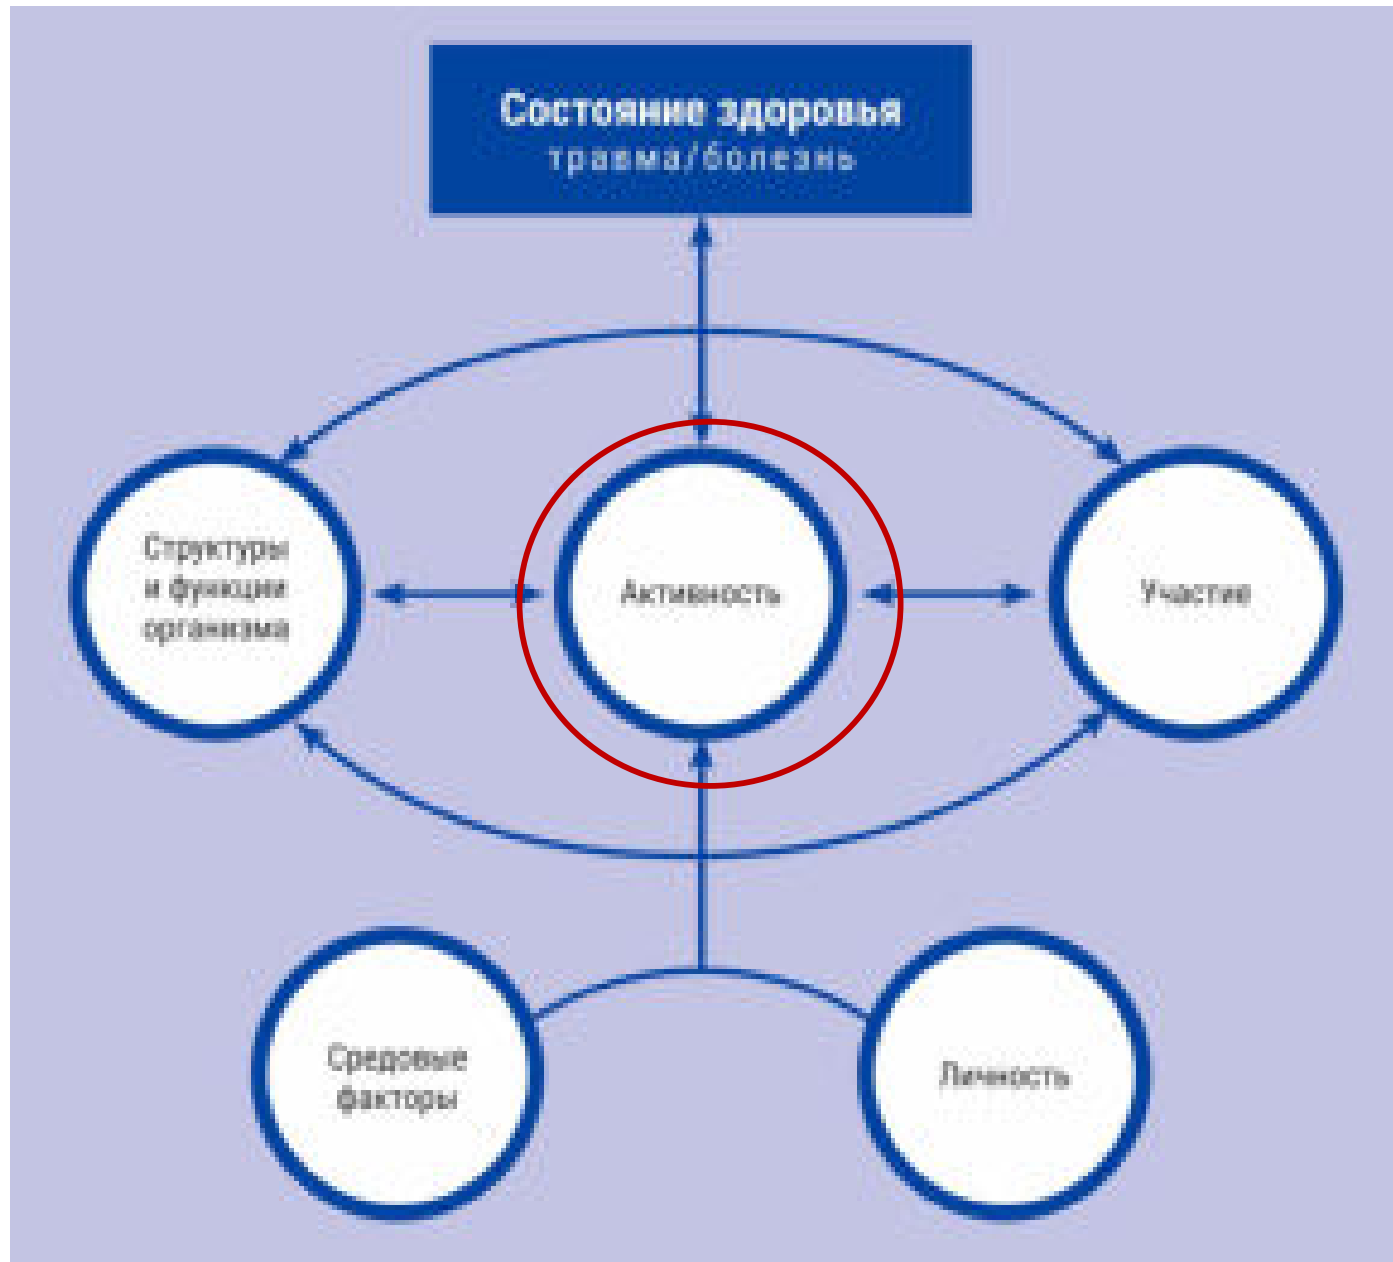 Состояние здоровья
травма/болезнь
Структуры
и функции
организма
Активность
Участие
Средовые
факторы
Личность